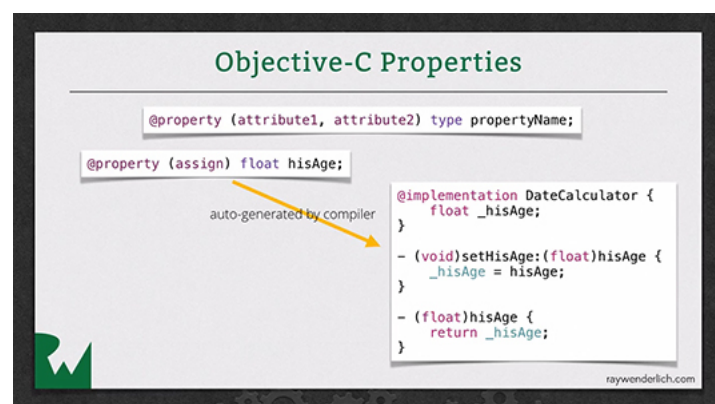 Objective-C Properties
@property (attribute1, attribute2) type propertyName;
@property (assign) float hisAge;
auto-generated by compiler
@implementation DateCalculator {
    float _hisAge;
}
- (void)setHisAge:(float)hisAge {
    _hisAge = hisAge;
}
- (float)hisAge {
    return _hisAge;
}
raywenderlich.com